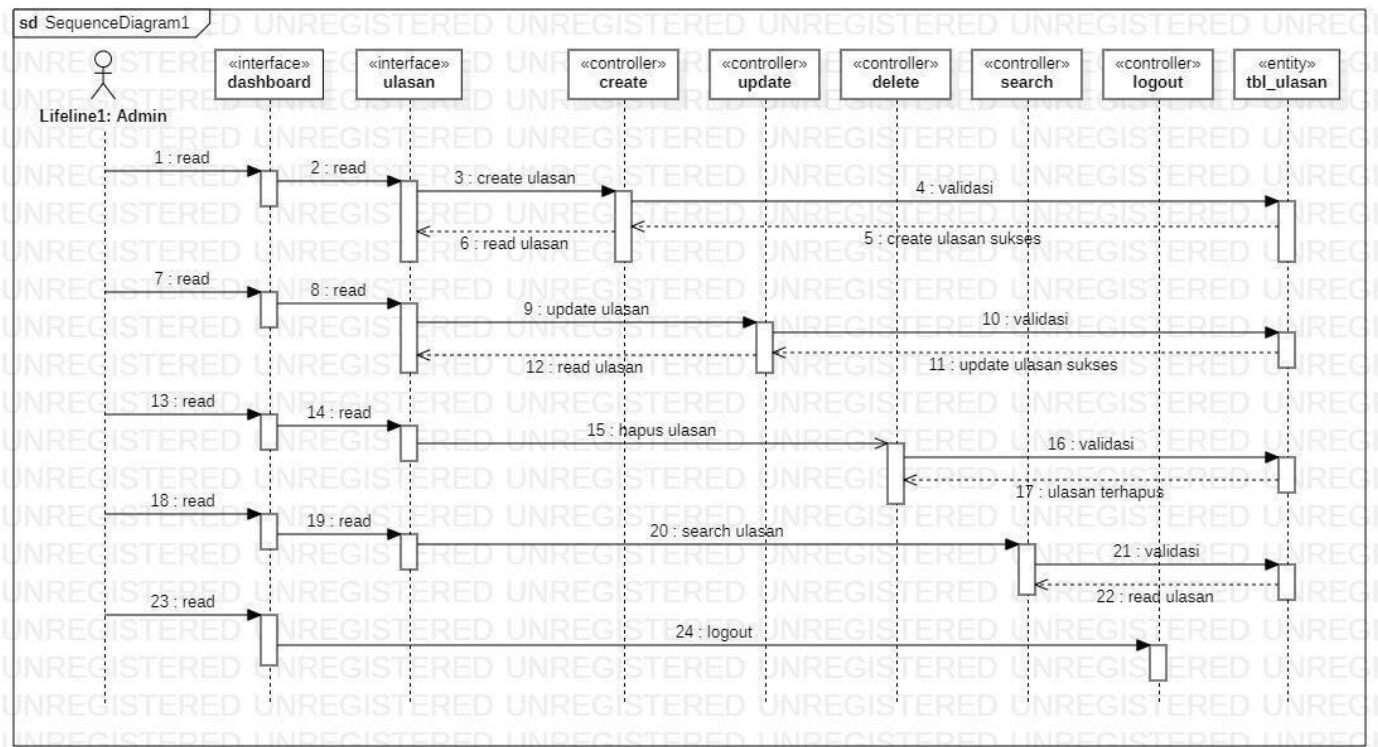 sd SequenceDiagram1
«interface»
dashboard
«interface»
ulasan
«controller»
create
«controller»
update
«controller»
delete
«controller»
search
«controller»
logout
«entity»
tbl_ulasan
Lifeline1: Admin
1 : read
2 : read
3 : create ulasan
4 : validasi
5 : create ulasan sukses
6 : read ulasan
7 : read
8 : read
9 : update ulasan
10 : validasi
11 : update ulasan sukses
12 : read ulasan
13 : read
14 : read
15 : hapus ulasan
16 : validasi
17 : ulasan terhapus
18 : read
19 : read
20 : search ulasan
21 : validasi
22 : read ulasan
23 : read
24 : logout
UNREGISTERED